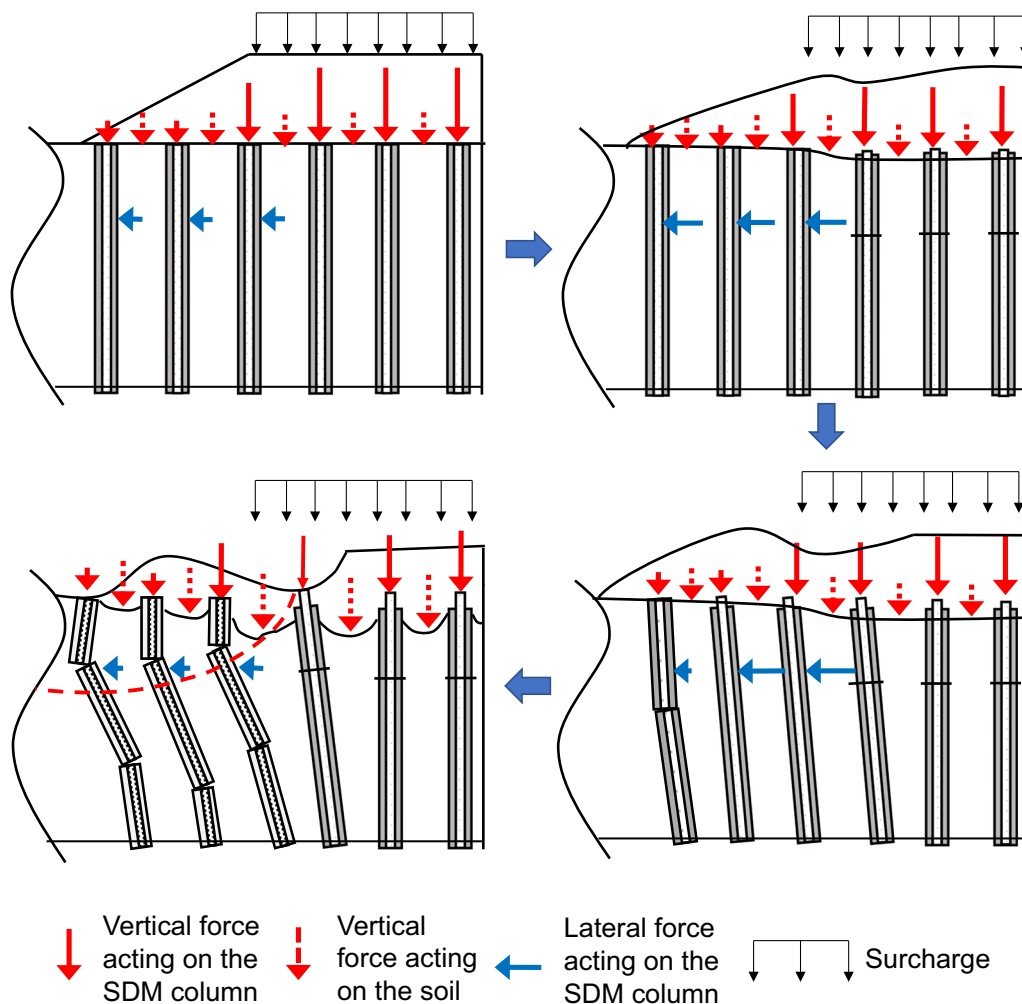 Vertical force
acting on the
SDM column
Vertical
force acting
on the soil
Lateral force
acting on the
SDM column
Surcharge